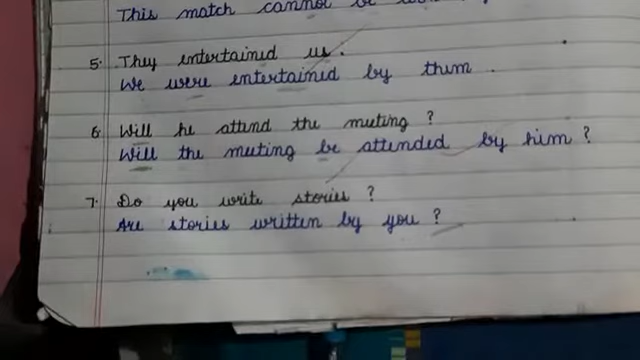 This match cannot be
5. They entertained us.
We were entertained by them.
6. Will he attend the meeting ?
Will the meeting be attended by him ?
7. Do you write stories ?
Are stories written by you ?